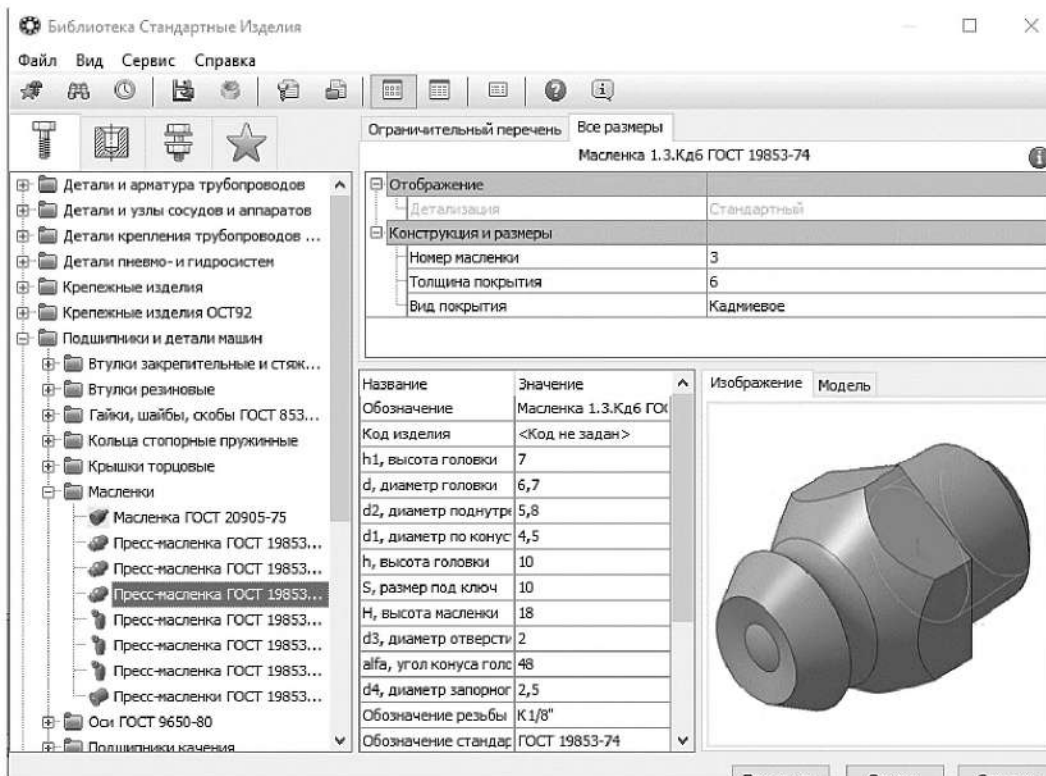 Библиотека Стандартные Изделия
Файл Вид Сервис Справка
Ограничительный перечень Все размеры
Масленка 1.3.Кд6 ГОСТ 19853-74
Детали и арматура трубопроводов
Детали и узлы сосудов и аппаратов
Детали крепления трубопроводов ...
Детали пневмо- и гидросистем
Крепежные изделия
Крепежные изделия ОСТ92
Подшипники и детали машин
Втулки закрепительные и стяж...
Втулки резиновые
Гайки, шайбы, скобы ГОСТ 853...
Кольца стопорные пружинные
Крышки торцовые
Масленки
Масленка ГОСТ 20905-75
Пресс-масленка ГОСТ 19853...
Пресс-масленка ГОСТ 19853...
Пресс-масленка ГОСТ 19853...
Пресс-масленка ГОСТ 19853...
Пресс-масленка ГОСТ 19853...
Пресс-масленка ГОСТ 19853...
Пресс-масленки ГОСТ 19853...
Оси ГОСТ 9650-80
Подшипники качения
Отображение
Детализация Стандартный
Конструкция и размеры
Номер масленки 3
Толщина покрытия 6
Вид покрытия Кадмиевое
Название Значение
Обозначение Масленка 1.3.Кд6 ГО
Код изделия <Код не задан>
h1, высота головки 7
d, диаметр головки 6,7
d2, диаметр поднутре 5,8
d1, диаметр по конус 4,5
h, высота головки 10
S, размер под ключ 10
H, высота масленки 18
d3, диаметр отверсти 2
alfa, угол конуса голо 48
d4, диаметр запорног 2,5
Обозначение резьбы К1/8"
Обозначение стандар ГОСТ 19853-74
Изображение Модель